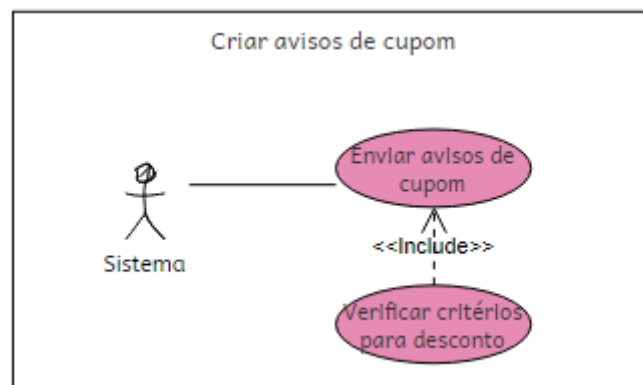 Criar avisos de cupom
Enviar avisos de
cupom
<<Include>>
Sistema
Verificar critérios
para desconto